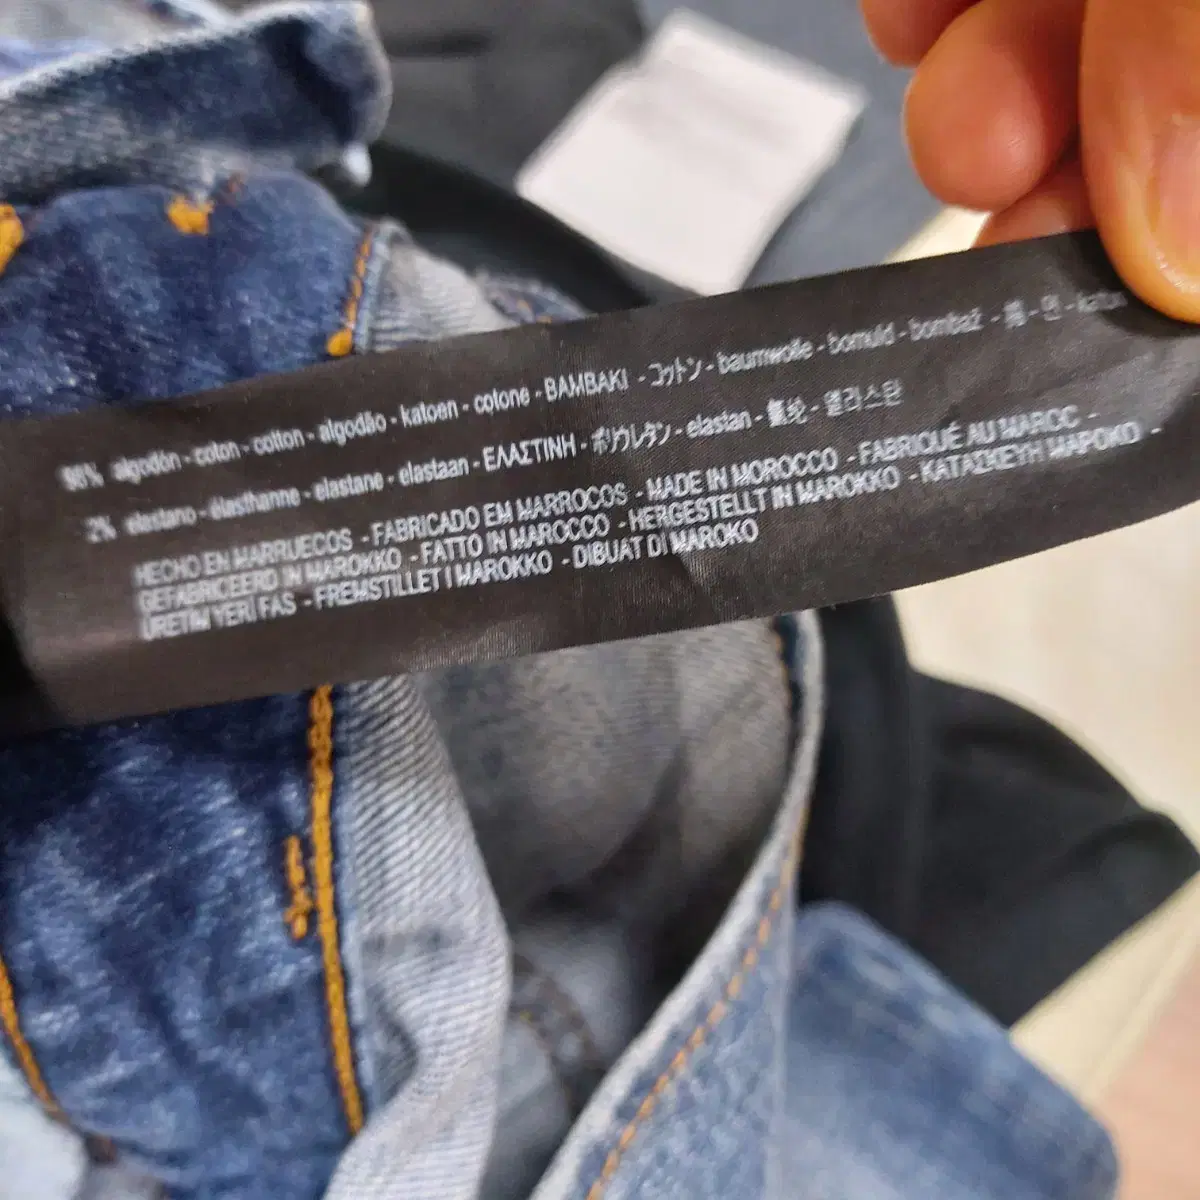 algodón - coton - cotton - algodão - katoen - cotone - BAMBAKI - コットン - baumwolle - bomuld - bombaž - 棉 - 면 -
2% elastano - élasthanne - elastane - elastaan - ΕΛΑΣΤΙΝΗ - ポリウレタン - elastan - 氨纶 - 엘라스탄
HECHO EN MARRUECOS - FABRICADO EM MARROCOS - MADE IN MOROCCO - FABRIQUÉ AU MAROC -
GEFABRICEERD IN MAROKKO - FATTO IN MAROCCO - HERGESTELLT IN MAROKKO - ΚΑΤΑΣΚΕΥΗ ΜΑΡΟΚΟ -
ÜRETIM YERİ FAS - FREMSTILLET I MAROKKO - DIBUAT DI MAROKO